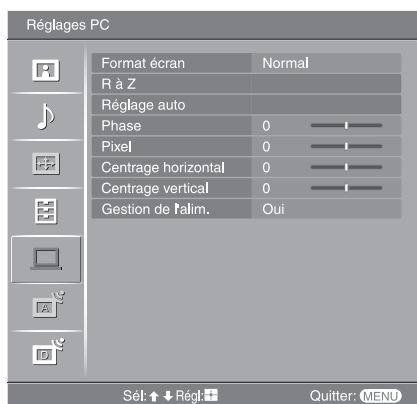 Réglages PC
Format écran Normal
R à Z
Réglage auto
Phase 0
Pixel 0
Centrage horizontal 0
Centrage vertical 0
Gestion de l'alim. Oui
A
D
Sél: Régl: Quitter: MENU